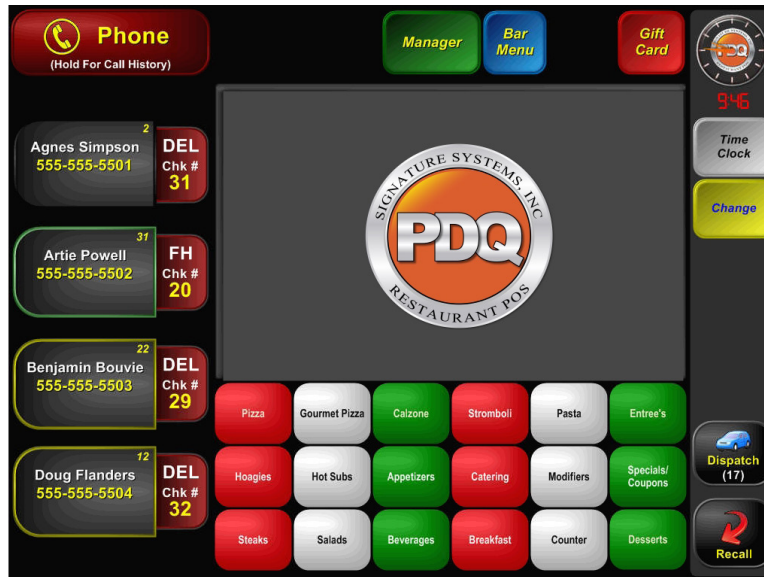 Phone
(Hold For Call History)
Manager
Bar
Menu
Gift
Card
PDQ
9:46
Time
Clock
Change
2
Agnes Simpson
555-555-5501
DEL
Chk #
31
31
Artie Powell
555-555-5502
FH
Chk #
20
22
Benjamin Bouvie
555-555-5503
DEL
Chk #
29
12
Doug Flanders
555-555-5504
DEL
Chk #
32
SIGNATURE SYSTEMS, INC
PDQ
RESTAURANT POS
Pizza
Gourmet Pizza
Calzone
Stromboli
Pasta
Entree's
Hoagies
Hot Subs
Appetizers
Catering
Modifiers
Specials/
Coupons
Steaks
Salads
Beverages
Breakfast
Counter
Desserts
Dispatch
(17)
Recall